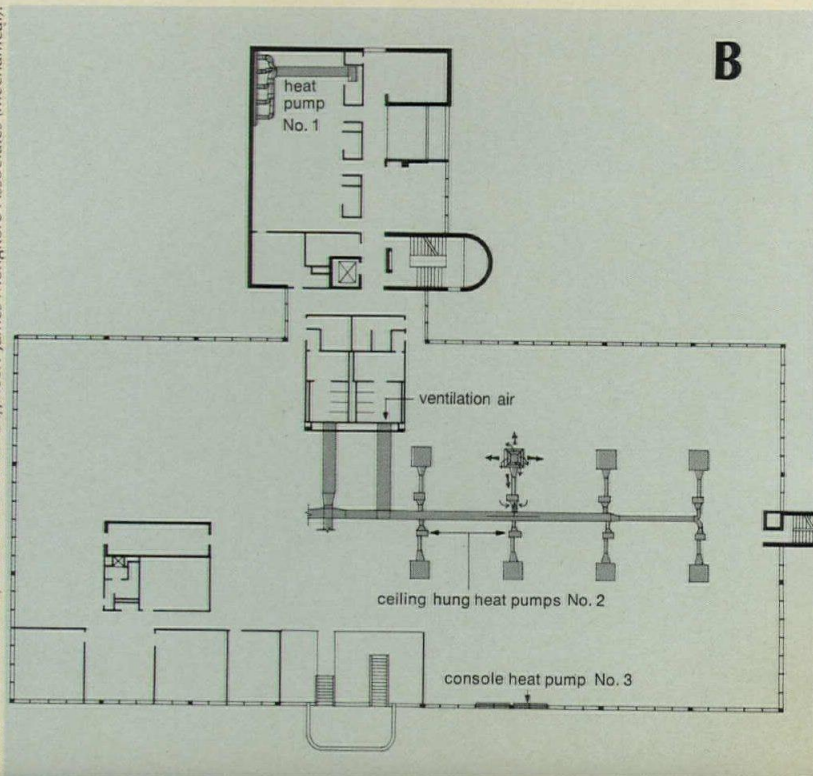 B
heat
pump
No. 1
ventilation air
ceiling hung heat pumps No. 2
console heat pump No. 3